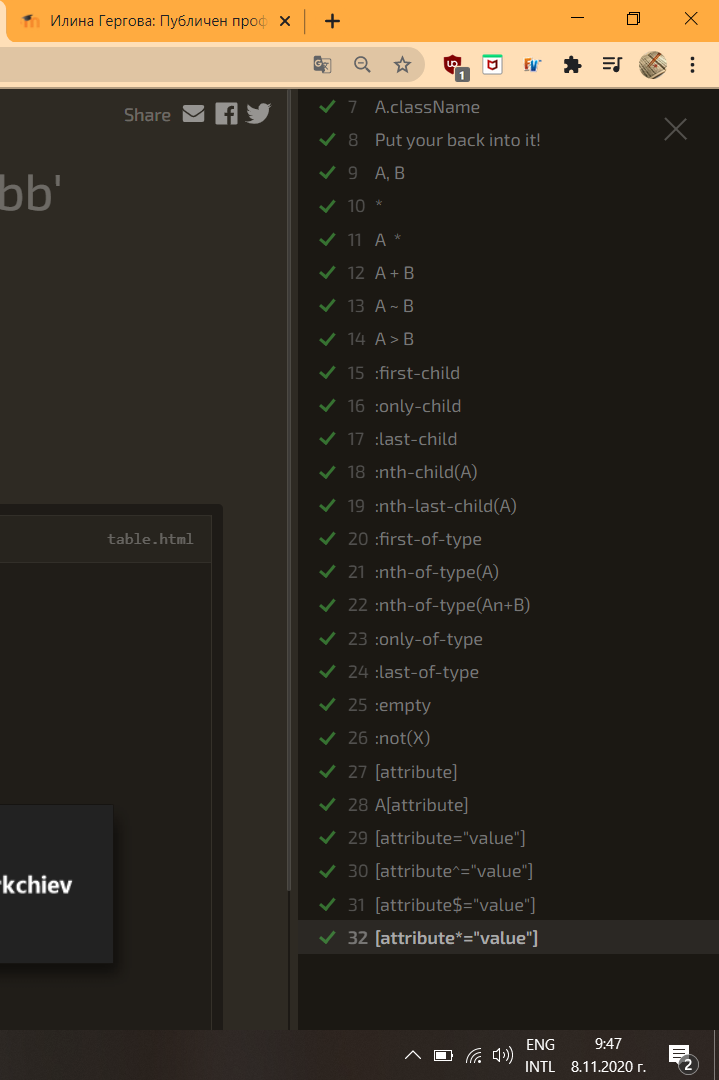 Илина Гергова: Публичен проф
1
Share
bb'
table.html
kchiev
7 A.className
8 Put your back into it!
9 A, B
10 *
11 A *
12 A + B
13 A ~ B
14 A > B
15 :first-child
16 :only-child
17 :last-child
18 :nth-child(A)
19 :nth-last-child(A)
20 :first-of-type
21 :nth-of-type(A)
22 :nth-of-type(An+B)
23 :only-of-type
24 :last-of-type
25 :empty
26 :not(X)
27 [attribute]
28 A[attribute]
29 [attribute="value"]
30 [attribute^="value"]
31 [attribute$="value"]
32 [attribute*="value"]
ENG 9:47
INTL 8.11.2020 г.
2